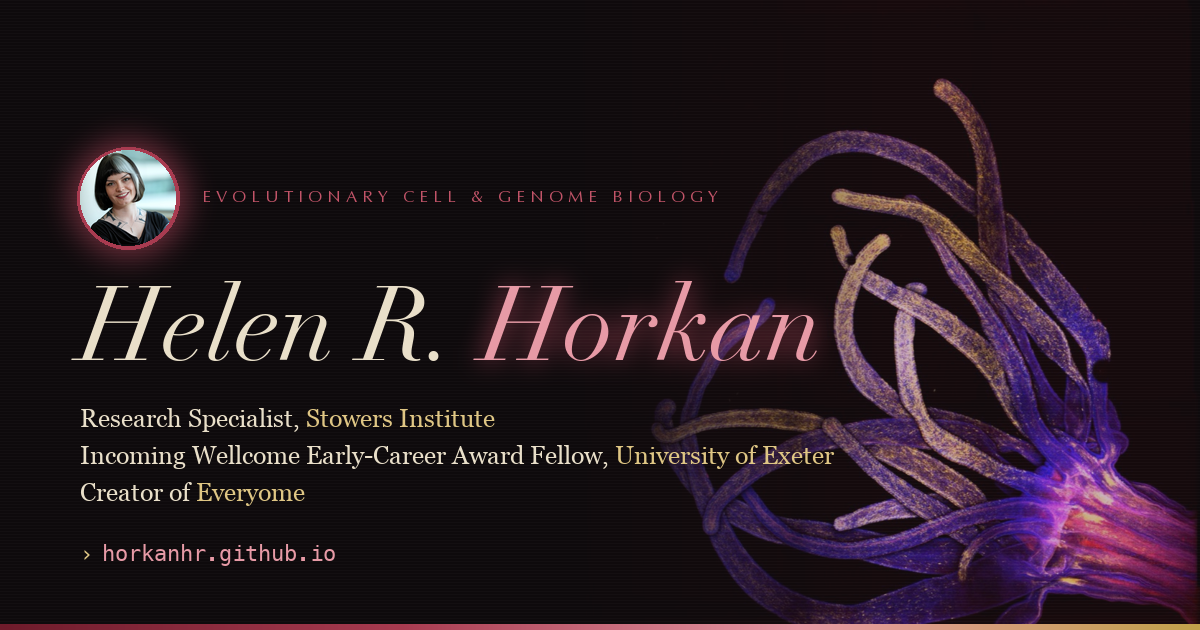 EVOLUTIONARY CELL & GENOME BIOLOGY
Helen R. Horkan
Research Specialist, Stowers Institute
Incoming Wellcome Early-Career Award Fellow, University of Exeter
Creator of Everyome
› horkanhr.github.io